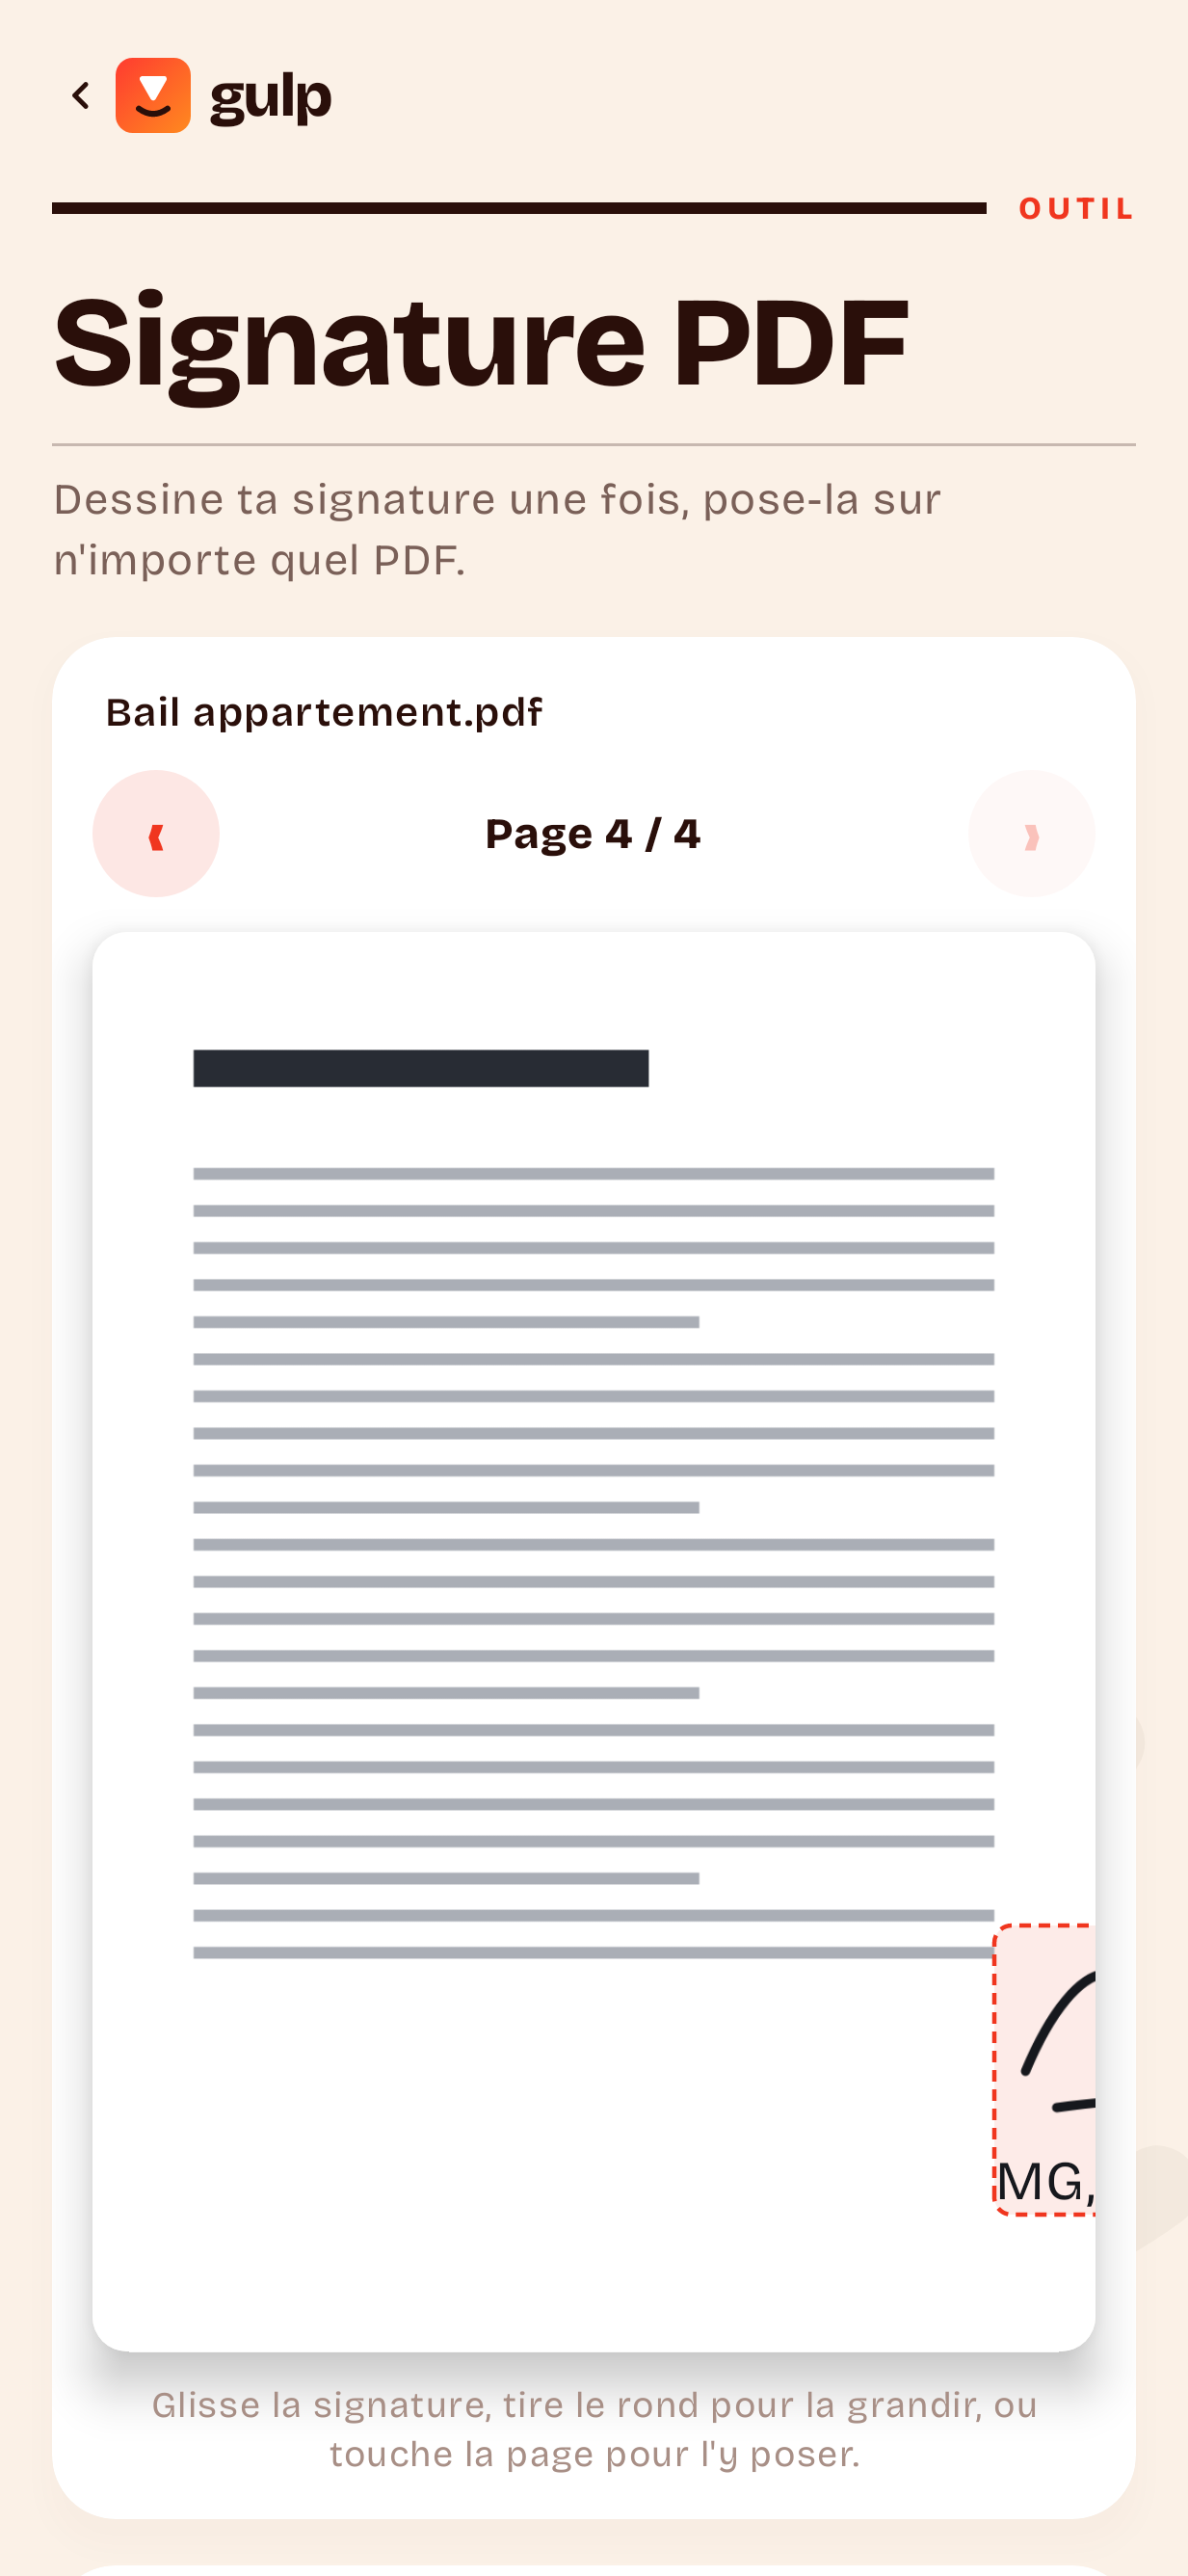 gulp
OUTIL
Signature PDF
Dessine ta signature une fois, pose-la sur
n'importe quel PDF.
Bail appartement.pdf
Page 4 / 4
MG,
Glisse la signature, tire le rond pour la grandir, ou
touche la page pour l'y poser.